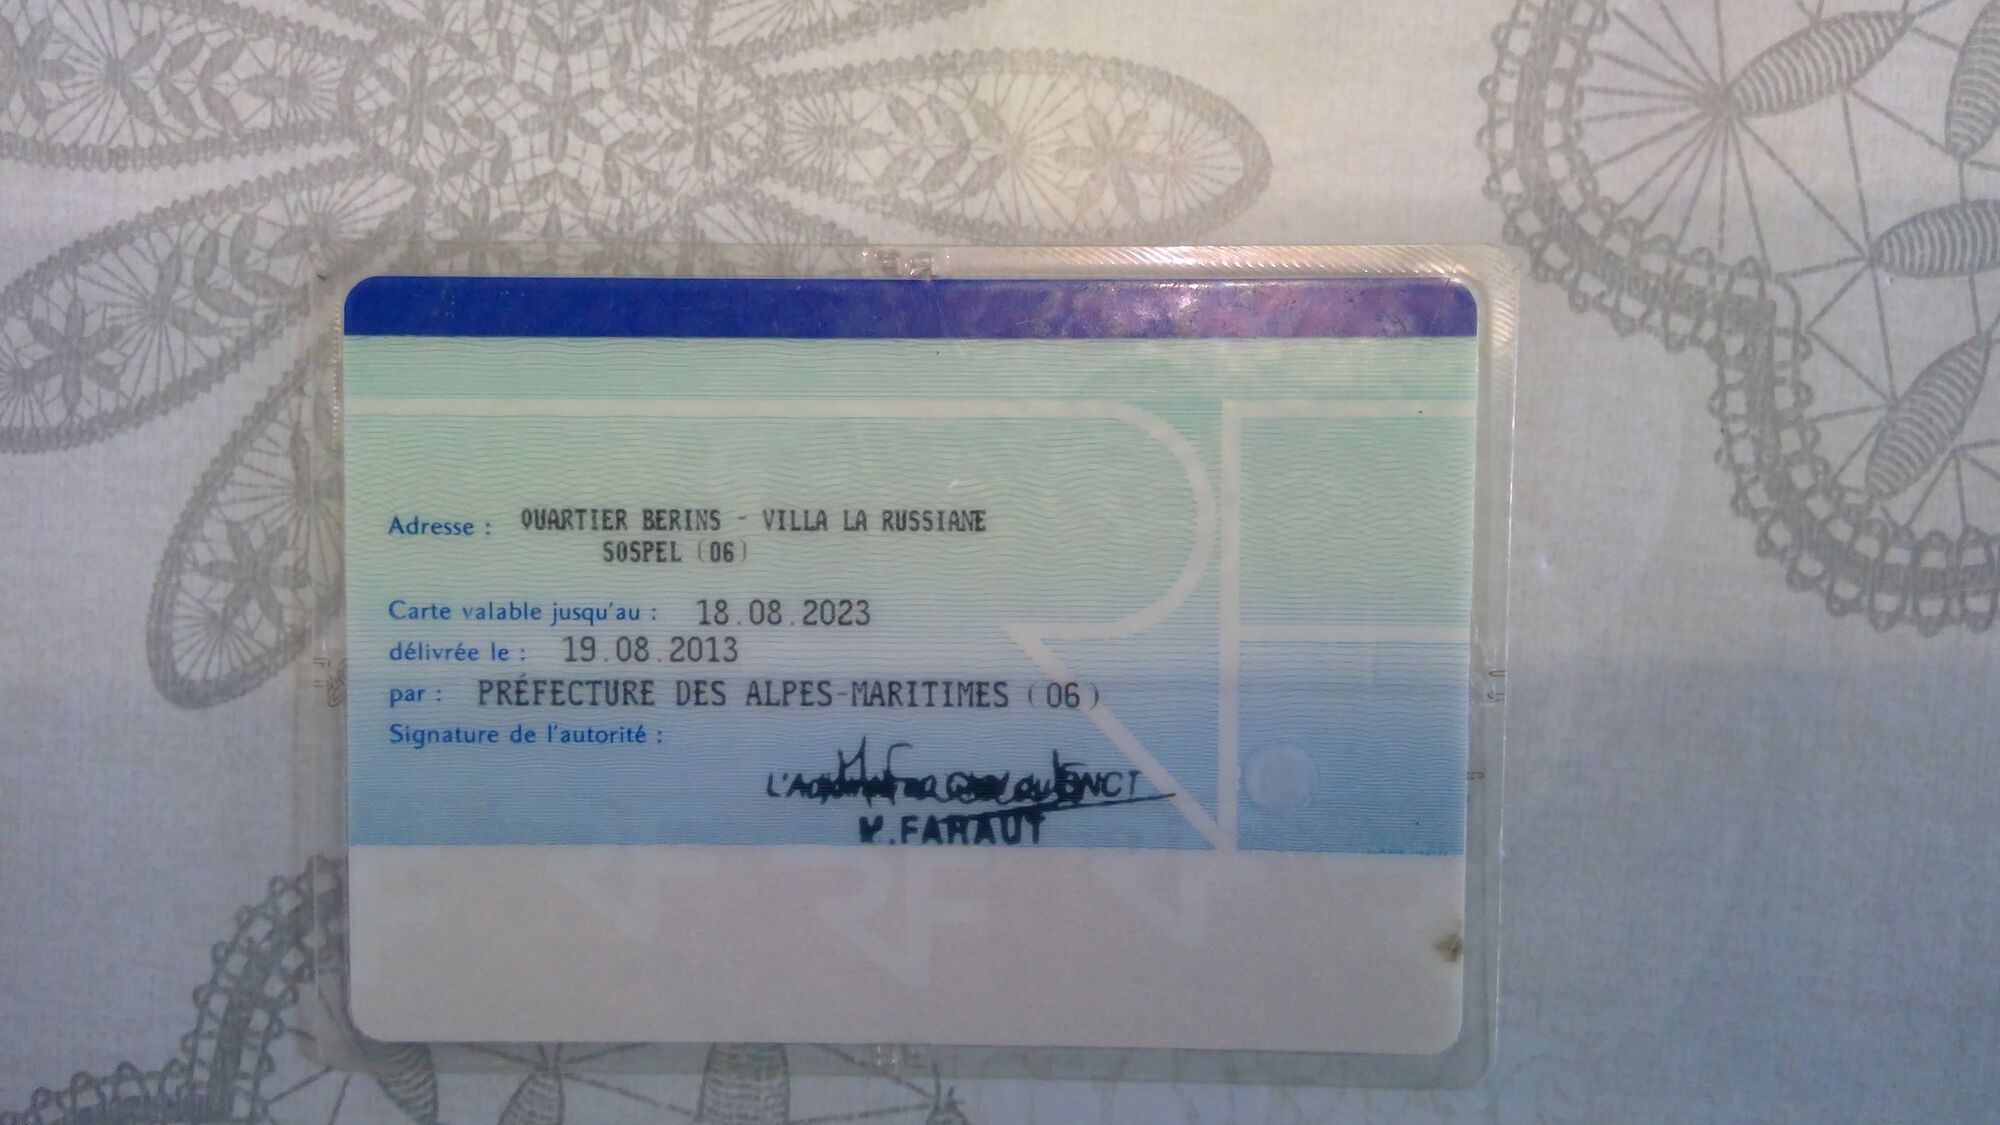 Adresse : QUARTIER BERINS - VILLA LA RUSSIANE
SOSPEL (06)
Carte valable jusqu'au : 18.08.2023
délivrée le : 19.08.2013
par : PRÉFECTURE DES ALPES-MARITIMES (06)
Signature de l'autorité :
FARAUT
RF